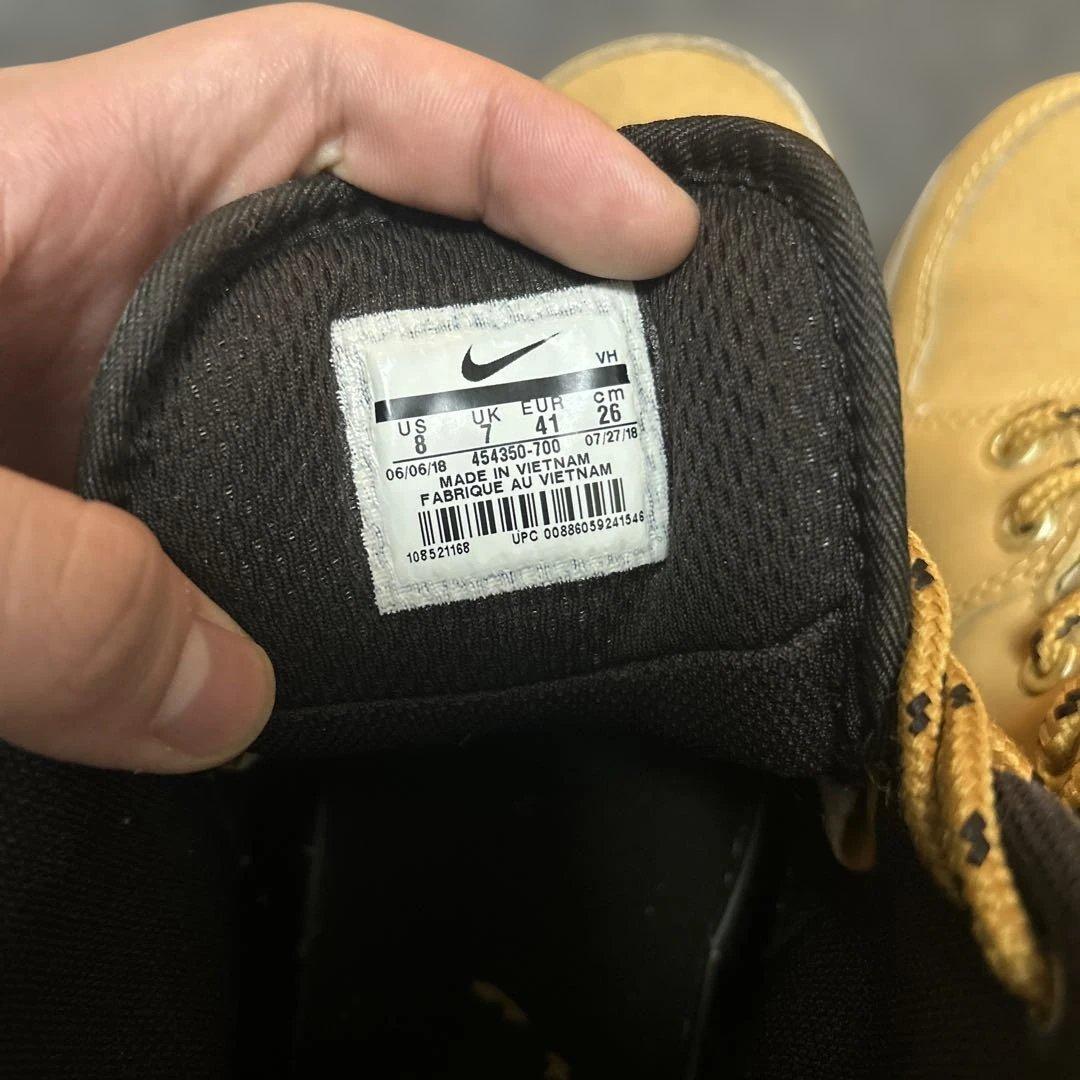 VH
US UK EUR cm
8 7 41 26
06/06/18 454350-700 07/27/18
MADE IN VIETNAM
FABRIQUE AU VIETNAM
108521168 UPC 00886059241546